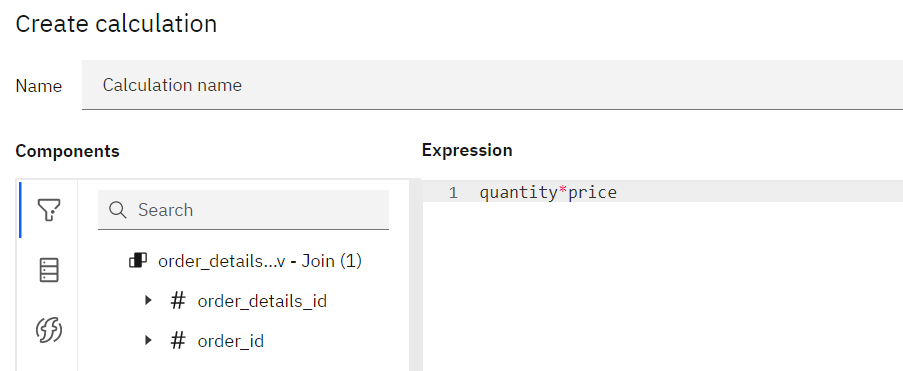 Create calculation
Name
Calculation name
Components
Expression
Search
1 quantity*price
order_details...v - Join (1)
# order_details_id
# order_id